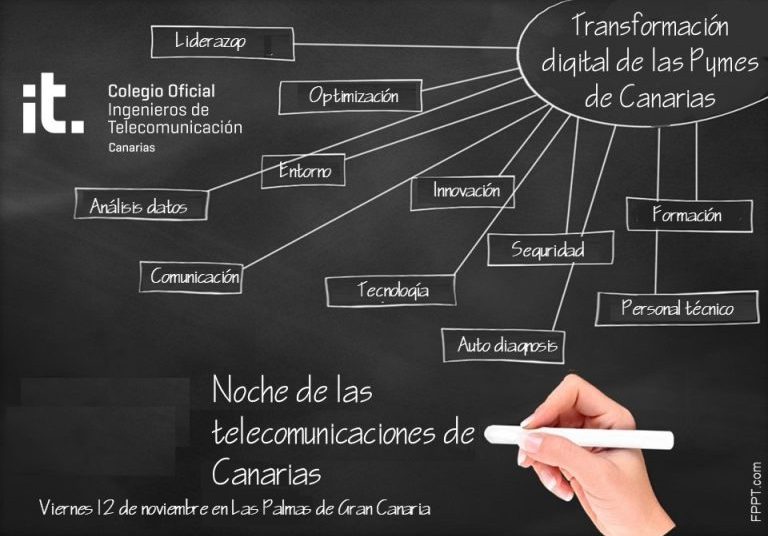 Transformación
digital de las Pymes
de Canarias
Liderazgo
Optimización
it.
Colegio Oficial
Ingenieros de
Telecomunicación
Canarias
Entorno
Análisis datos
Innovación
Formación
Seguridad
Comunicación
Tecnología
Personal técnico
Auto diagnosis
Noche de las
telecomunicaciones de
Canarias
Viernes 12 de noviembre en Las Palmas de Gran Canaria
FPPT.com